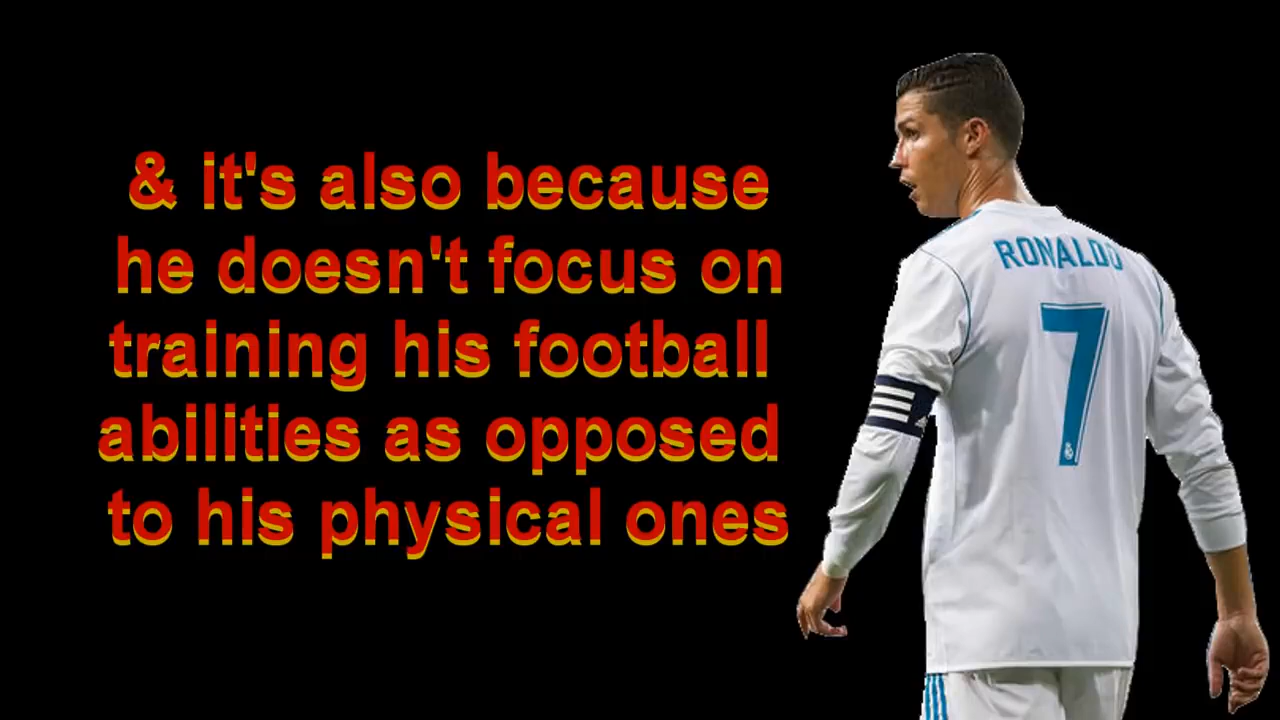 & it's also because
he doesn't focus on
training his football
abilities as opposed
to his physical ones
RONALDO
7